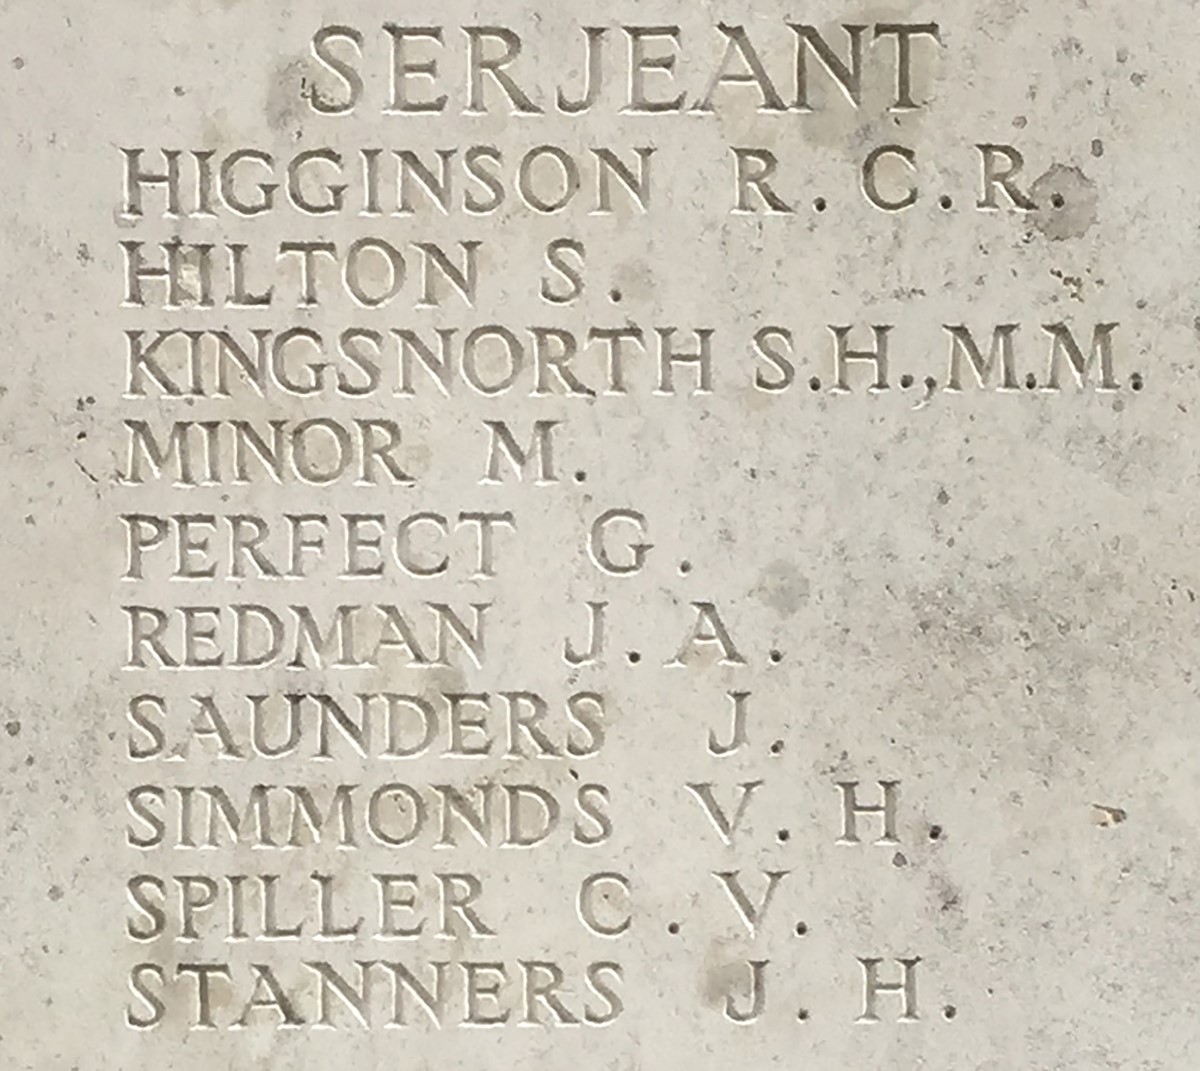 SERJEANT
HIGGINSON R. C. R.
HILTON S.
KINGSNORTH S.H.,M.M.
MINOR M.
PERFECT G.
REDMAN J. A.
SAUNDERS J.
SIMMONDS V. H.
SPILLER C. V.
STANNERS J. H.